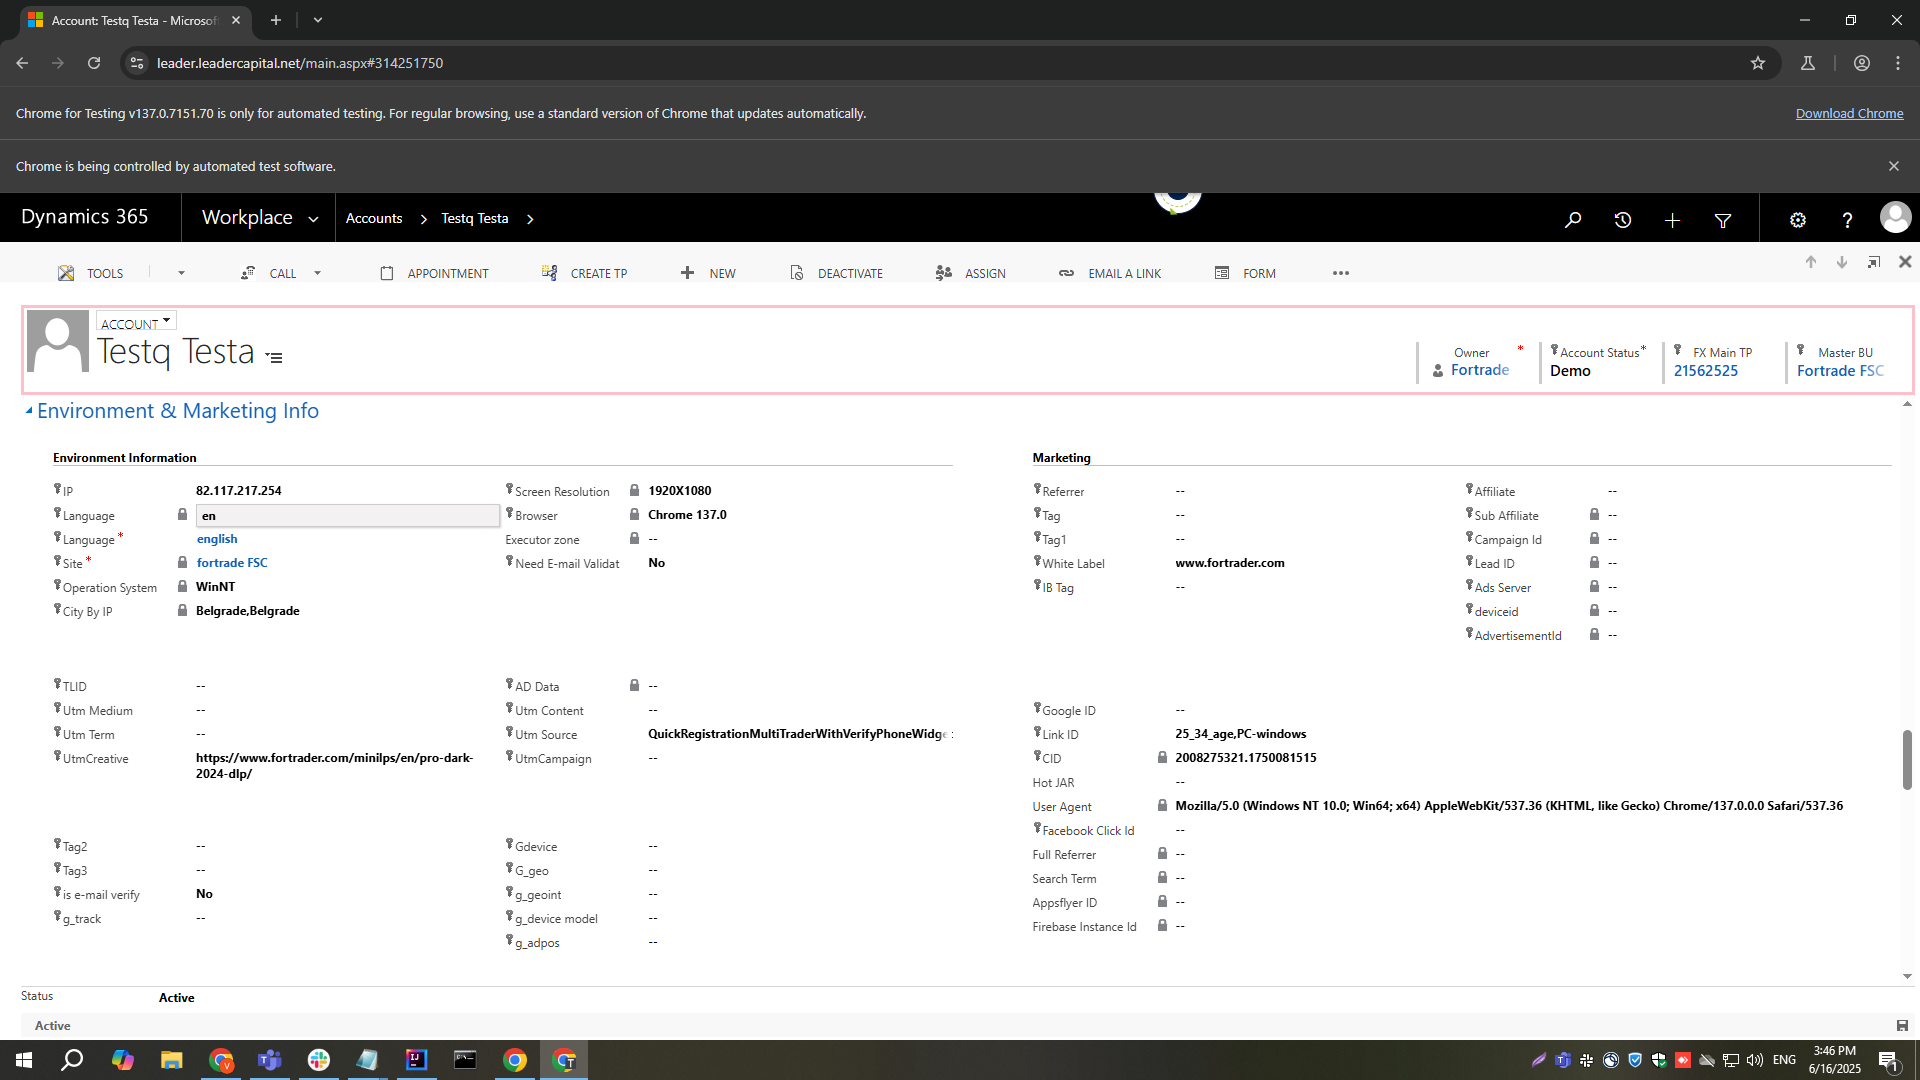 Account: Testq Testa - Microsof
leader.leadercapital.net/main.aspx#314251750
Chrome for Testing v137.0.7151.70 is only for automated testing. For regular browsing, use a standard version of Chrome that updates automatically.
Download Chrome
Chrome is being controlled by automated test software.
Dynamics 365
Workplace
Accounts
Testq Testa
TOOLS
CALL
APPOINTMENT
CREATE TP
NEW
DEACTIVATE
ASSIGN
EMAIL A LINK
FORM
ACCOUNT
Testq Testa
Owner *
Fortrade
Account Status *
Demo
FX Main TP
21562525
Master BU
Fortrade FSC
Environment & Marketing Info
Environment Information
IP 82.117.217.254
Language en
Language * english
Site * fortrade FSC
Operation System WinNT
City By IP Belgrade,Belgrade
Screen Resolution 1920X1080
Browser Chrome 137.0
Executor zone --
Need E-mail Validat No
TLID --
Utm Medium --
Utm Term --
UtmCreative https://www.fortrader.com/minilps/en/pro-dark-
2024-dlp/
AD Data --
Utm Content --
Utm Source QuickRegistrationMultiTraderWithVerifyPhoneWidge
UtmCampaign --
Tag2 --
Tag3 --
is e-mail verify No
g_track --
Gdevice --
G_geo --
g_geoint --
g_device model --
g_adpos --
Marketing
Referrer --
Tag --
Tag1 --
White Label www.fortrader.com
IB Tag --
Affiliate --
Sub Affiliate --
Campaign Id --
Lead ID --
Ads Server --
deviceid --
AdvertisementId --
Google ID --
Link ID 25_34_age,PC-windows
CID 2008275321.1750081515
Hot JAR --
User Agent Mozilla/5.0 (Windows NT 10.0; Win64; x64) AppleWebKit/537.36 (KHTML, like Gecko) Chrome/137.0.0.0 Safari/537.36
Facebook Click Id --
Full Referrer --
Search Term --
Appsflyer ID --
Firebase Instance Id --
Status Active
Active
ENG
3:46 PM
6/16/2025
1